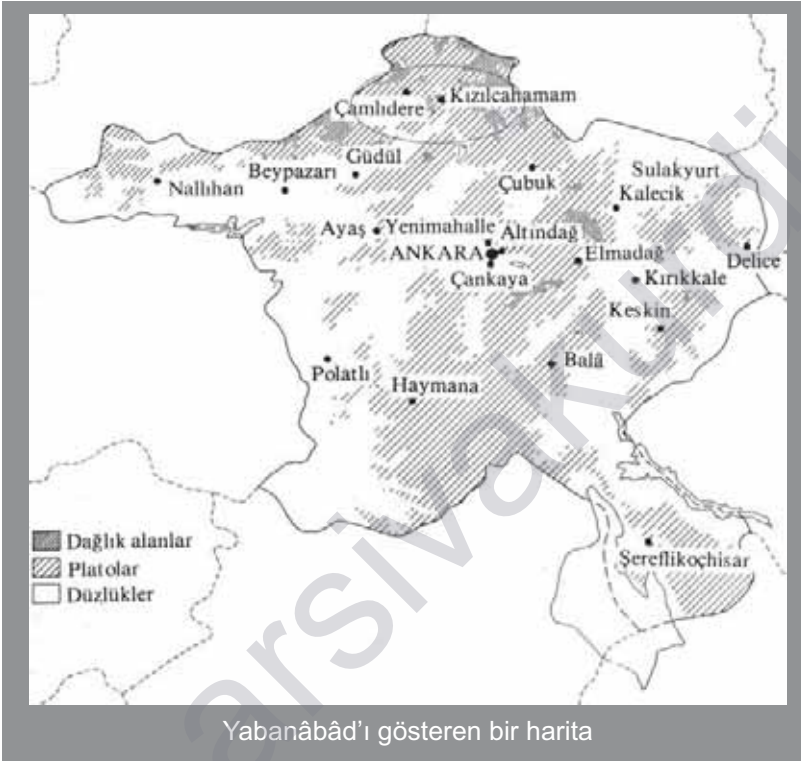 Çamlıdere
Kızılcahamam
Güdül
Beypazarı
Nallıhan
Çubuk
Sulakyurt
Kalecik
Ayaş
Yenimahalle
Altındağ
ANKARA
Elmadağ
Delice
Çankaya
Kırıkkale
Keskin
Polatlı
Haymana
Balâ
Şereflikoçhisar
Dağlık alanlar
Platolar
Düzlükler
Yabanâbâd’ı gösteren bir harita
arsivakurdi